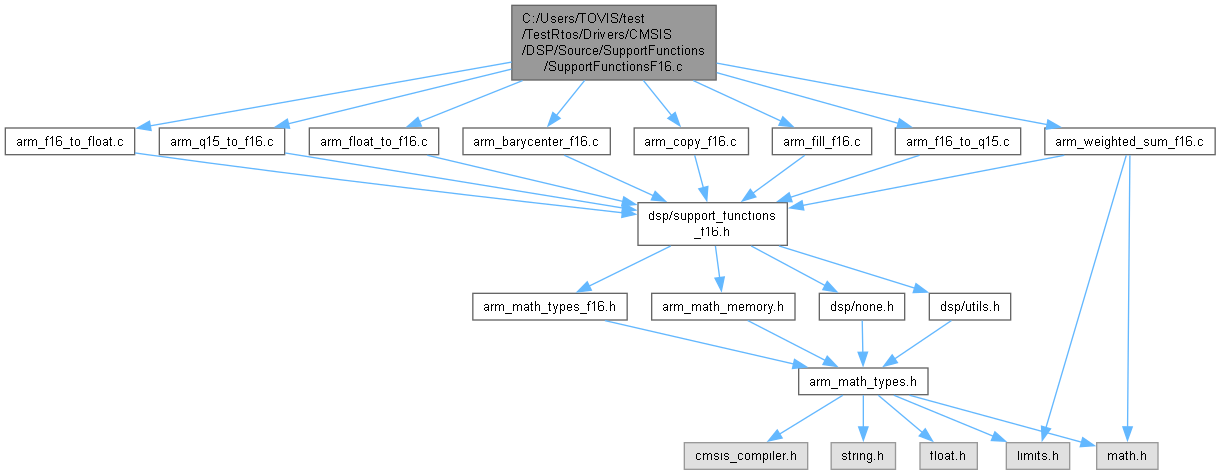 C:/Users/TOVIS/test
/TestRtos/Drivers/CMSIS
/DSP/Source/SupportFunctions
/SupportFunctionsF16.c
arm_f16_to_float.c
arm_q15_to_f16.c
arm_float_to_f16.c
arm_barycenter_f16.c
arm_copy_f16.c
arm_fill_f16.c
arm_f16_to_q15.c
arm_weighted_sum_f16.c
dsp/support_functions
_f16.h
arm_math_types_f16.h
arm_math_memory.h
dsp/none.h
dsp/utils.h
arm_math_types.h
cmsis_compiler.h
string.h
float.h
limits.h
math.h